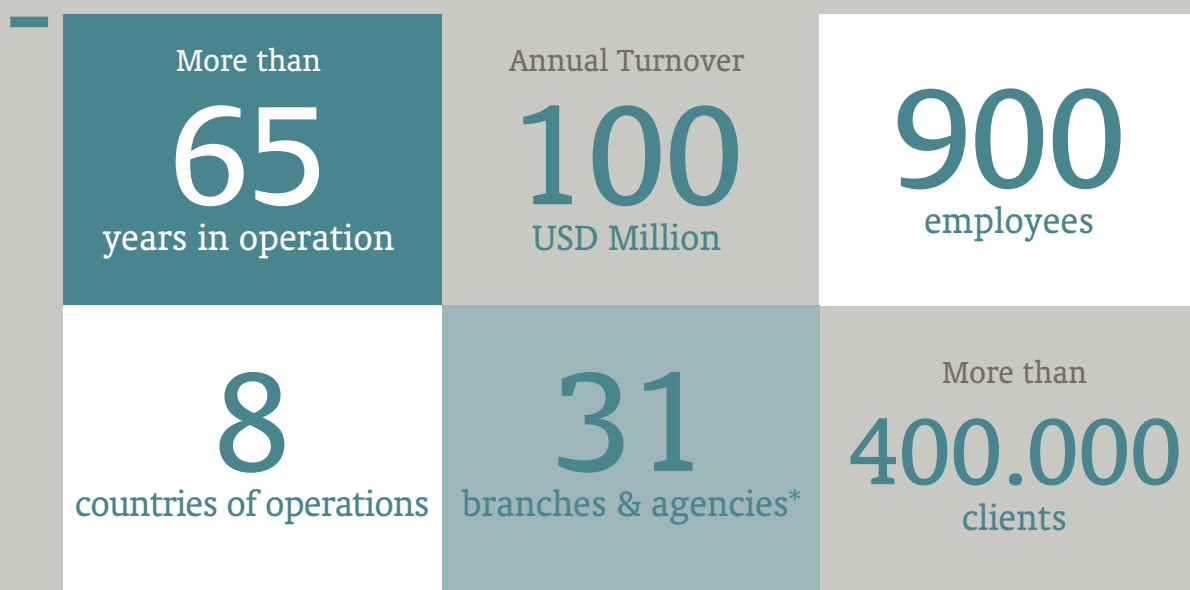 More than
65
years in operation
Annual Turnover
100
USD Million
900
employees
8
countries of operations
31
branches & agencies*
More than
400.000
clients